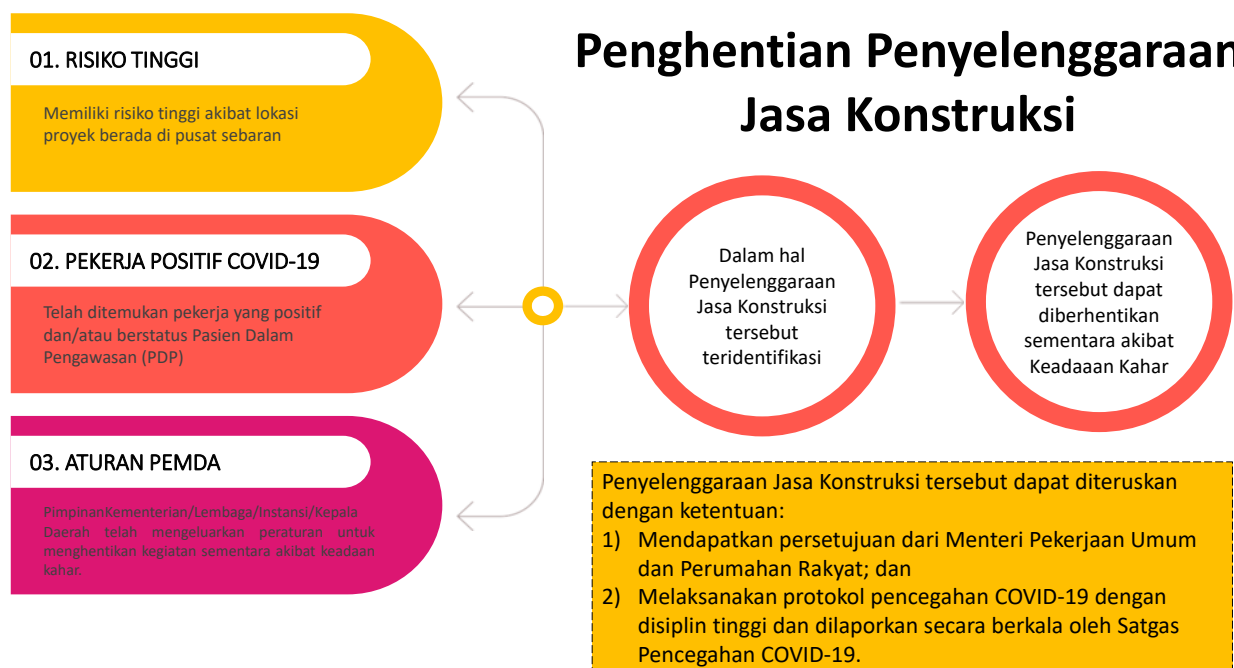 Penghentian Penyelenggaraan
Jasa Konstruksi
01. RISIKO TINGGI
Memiliki risiko tinggi akibat lokasi
proyek berada di pusat sebaran
02. PEKERJA POSITIF COVID-19
Telah ditemukan pekerja yang positif
dan/atau berstatus Pasien Dalam
Pengawasan (PDP)
03. ATURAN PEMDA
PimpinanKementerian/Lembaga/Instansi/Kepala
Daerah telah mengeluarkan peraturan untuk
menghentikan kegiatan sementara akibat keadaan
kahar.
Dalam hal
Penyelenggaraan
Jasa Konstruksi
tersebut
teridentifikasi
Penyelenggaraan
Jasa Konstruksi
tersebut dapat
diberhentikan
sementara akibat
Keadaaan Kahar
Penyelenggaraan Jasa Konstruksi tersebut dapat diteruskan
dengan ketentuan:
1) Mendapatkan persetujuan dari Menteri Pekerjaan Umum
dan Perumahan Rakyat; dan
2) Melaksanakan protokol pencegahan COVID-19 dengan
disiplin tinggi dan dilaporkan secara berkala oleh Satgas
Pencegahan COVID-19.